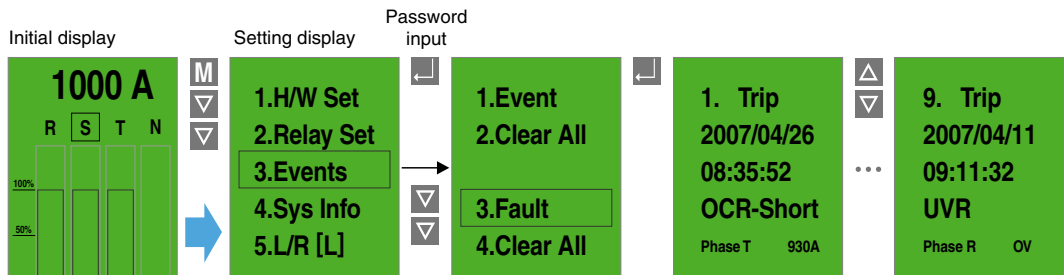 Initial display
1000 A
R S T N
100%
50%
M
Setting display
1.H/W Set
2.Relay Set
3.Events
4.Sys Info
5.L/R [L]
Password
input
1.Event
2.Clear All
3.Fault
4.Clear All
1. Trip
2007/04/26
08:35:52
OCR-Short
Phase T 930A
...
9. Trip
2007/04/11
09:11:32
UVR
Phase R OV